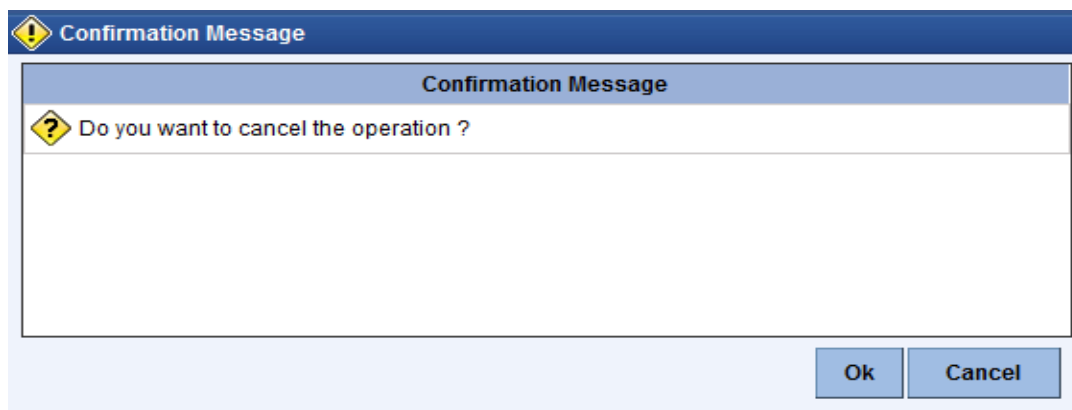 Confirmation Message
Confirmation Message
Do you want to cancel the operation ?
Ok Cancel